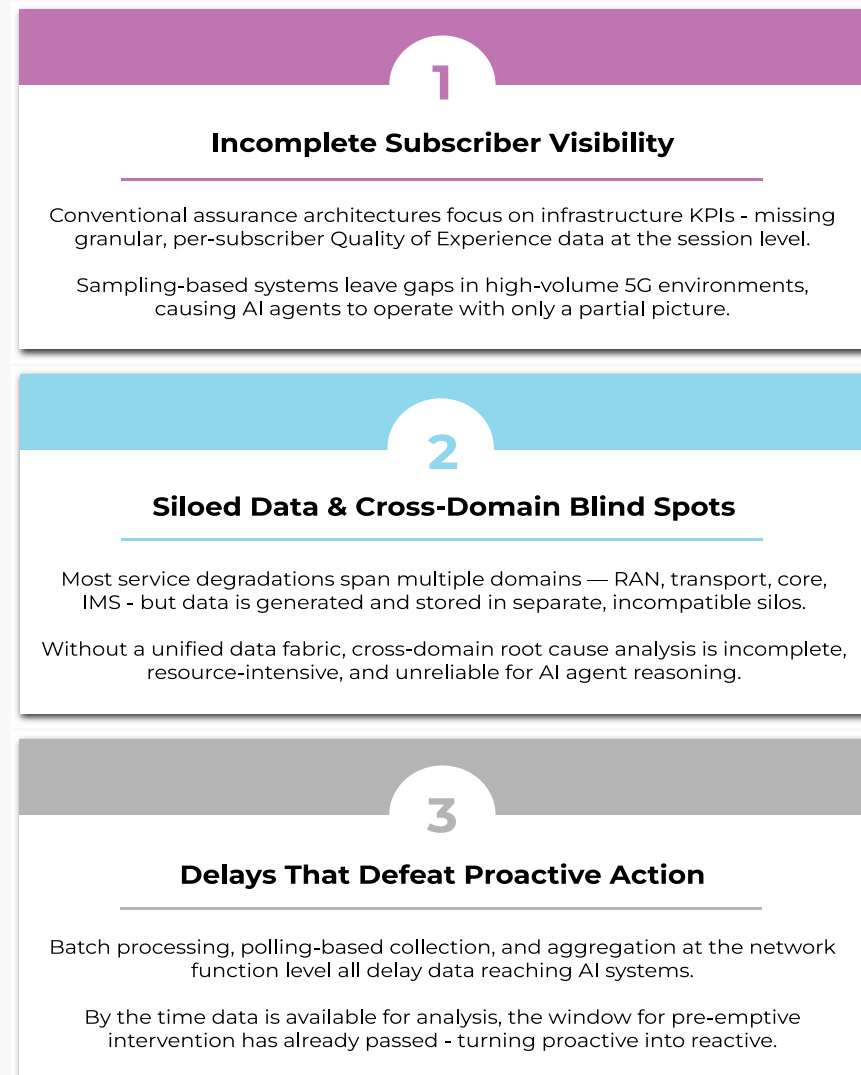 1
Incomplete Subscriber Visibility
Conventional assurance architectures focus on infrastructure KPIs - missing
granular, per-subscriber Quality of Experience data at the session level.
Sampling-based systems leave gaps in high-volume 5G environments,
causing AI agents to operate with only a partial picture.
2
Siloed Data & Cross-Domain Blind Spots
Most service degradations span multiple domains — RAN, transport, core,
IMS - but data is generated and stored in separate, incompatible silos.
Without a unified data fabric, cross-domain root cause analysis is incomplete,
resource-intensive, and unreliable for AI agent reasoning.
3
Delays That Defeat Proactive Action
Batch processing, polling-based collection, and aggregation at the network
function level all delay data reaching AI systems.
By the time data is available for analysis, the window for pre-emptive
intervention has already passed - turning proactive into reactive.